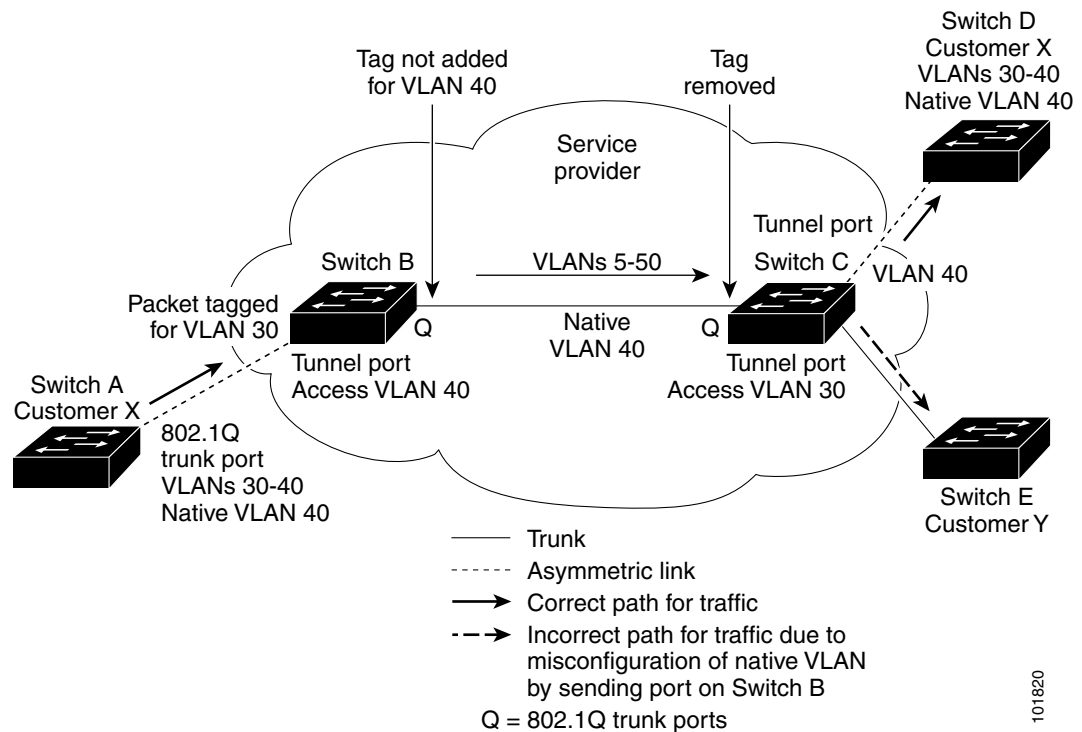 Tag not added
for VLAN 40
Tag
removed
Switch D
Customer X
VLANs 30-40
Native VLAN 40
Service
provider
Tunnel port
Switch B
VLANs 5-50
Switch C
VLAN 40
Packet tagged
for VLAN 30
Q
Native
VLAN 40
Q
Tunnel port
Access VLAN 40
Tunnel port
Access VLAN 30
Switch A
Customer X
802.1Q
trunk port
VLANs 30-40
Native VLAN 40
Switch E
Customer Y
Trunk
Asymmetric link
Correct path for traffic
Incorrect path for traffic due to
misconfiguration of native VLAN
by sending port on Switch B
Q = 802.1Q trunk ports
101820